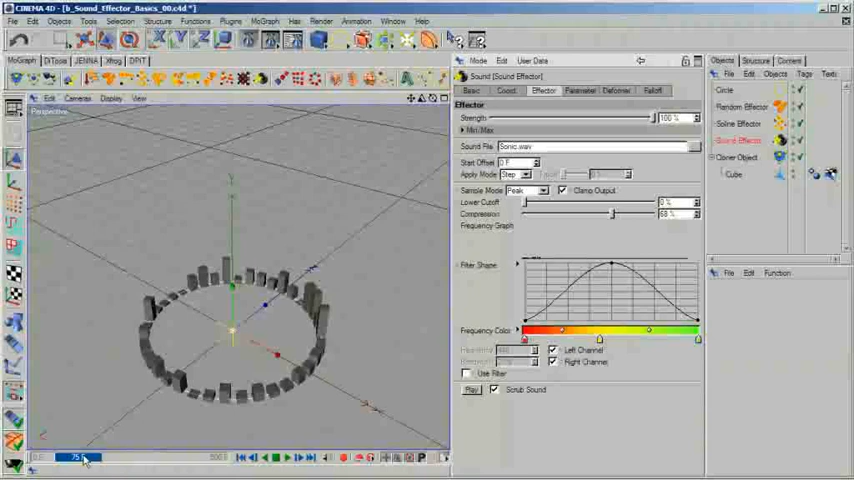 CINEMA 4D - [b_Sound_Effector_Basics_00.c4d *]
File Edit Objects Tools Selection Structure Functions Plugins MoGraph Hair Render Animation Window Help
MoGraph DiTools JENNA Xfrog DPIT
Edit Cameras Display View
Perspective
Mode Edit User Data
Sound [Sound Effector]
Basic Coord. Effector Parameter Deformer Falloff
Effector
Strength 100 %
Min/Max
Sound File Sonic.wav
Start Offset 0 F
Apply Mode Step
Sample Mode Peak Clamp Output
Lower Cutoff 0 %
Compression 68 %
Frequency Graph
Filter Shape
Frequency Color
Left Channel
Right Channel
Use Filter
Play Scrub Sound
Objects Structure Content
File Edit Objects Tags Texts
Circle
Random Effector
Spline Effector
Sound Effector
Cloner Object
Cube
File Edit Function
Y
75 F
500 F